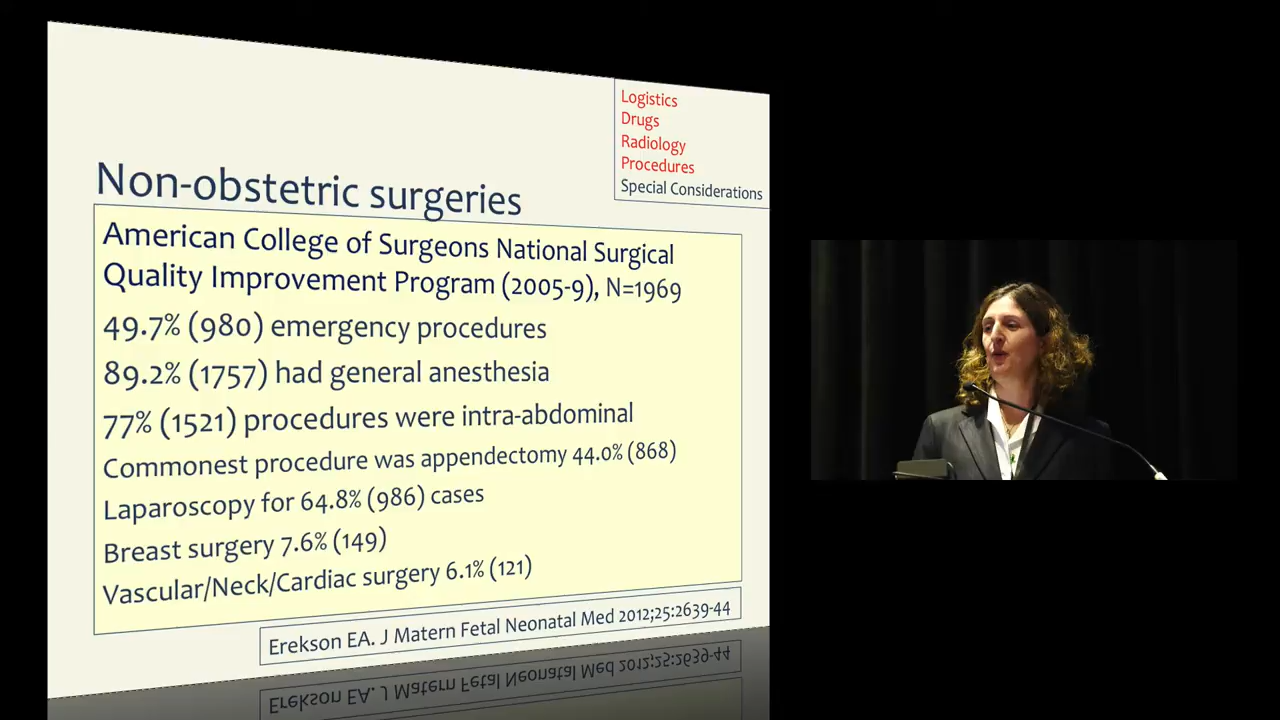 Logistics
Drugs
Radiology
Procedures
Special Considerations
Non-obstetric surgeries
American College of Surgeons National Surgical
Quality Improvement Program (2005-9), N=1969
49.7% (980) emergency procedures
89.2% (1757) had general anesthesia
77% (1521) procedures were intra-abdominal
Commonest procedure was appendectomy 44.0% (868)
Laparoscopy for 64.8% (986) cases
Breast surgery 7.6% (149)
Vascular/Neck/Cardiac surgery 6.1% (121)
Erekson EA. J Matern Fetal Neonatal Med 2012;25:2639-44